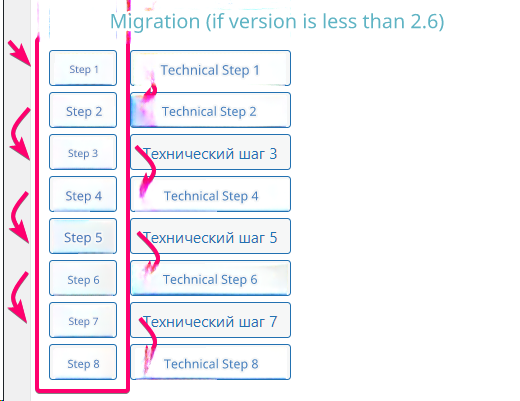 Migration (if version is less than 2.6)
Step 1 Technical Step 1
Step 2 Technical Step 2
Step 3 Технический шаг 3
Step 4 Technical Step 4
Step 5 Технический шаг 5
Step 6 Technical Step 6
Step 7 Технический шаг 7
Step 8 Technical Step 8